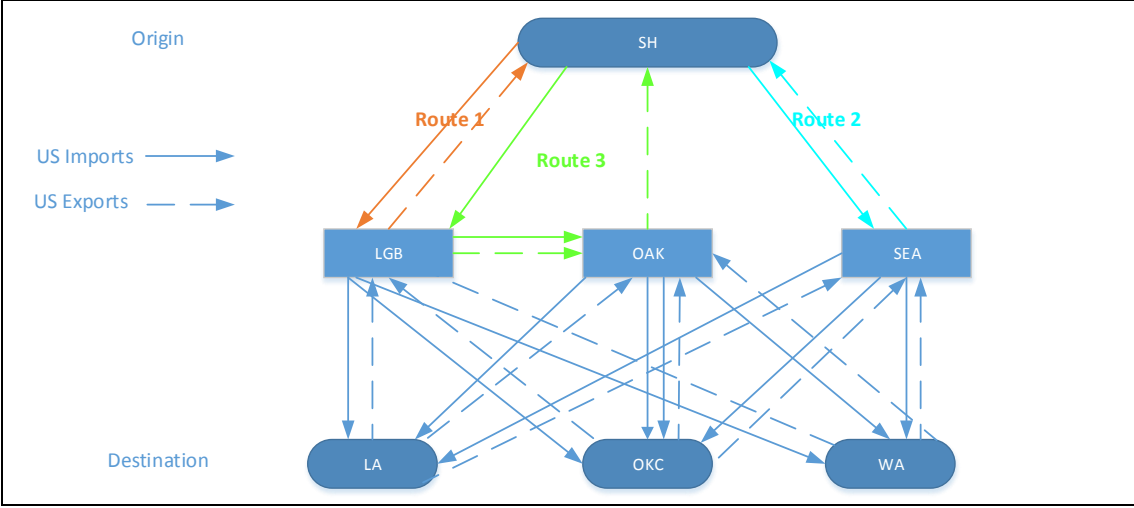 Origin
SH
Route 1
Route 2
US Imports
Route 3
US Exports
LGB
OAK
SEA
Destination
LA
OKC
WA